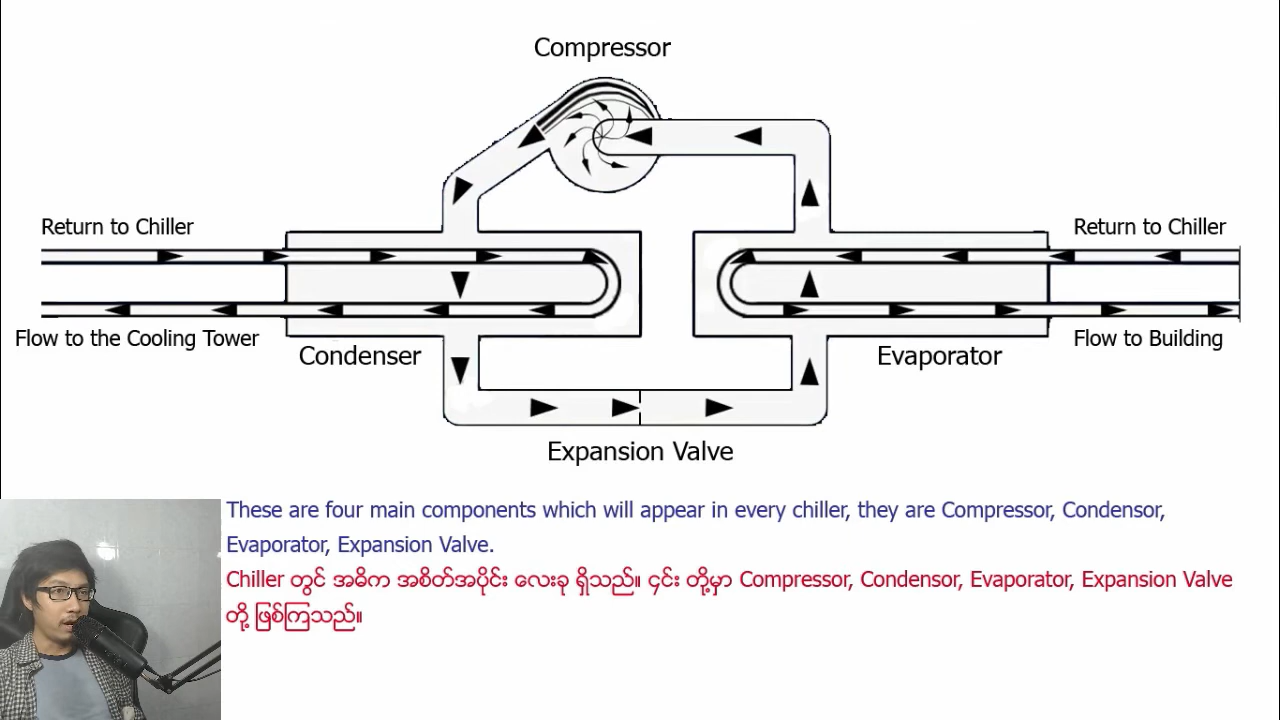 Compressor
Return to Chiller
Return to Chiller
Flow to the Cooling Tower
Flow to Building
Condenser
Evaporator
Expansion Valve
These are four main components which will appear in every chiller, they are Compressor, Condensor,
Evaporator, Expansion Valve.
Chiller တွင် အဓိက အစိတ်အပိုင်း လေးခု ရှိသည်။ ၄င်း တို့မှာ Compressor, Condensor, Evaporator, Expansion Valve
တို့ ဖြစ်ကြသည်။